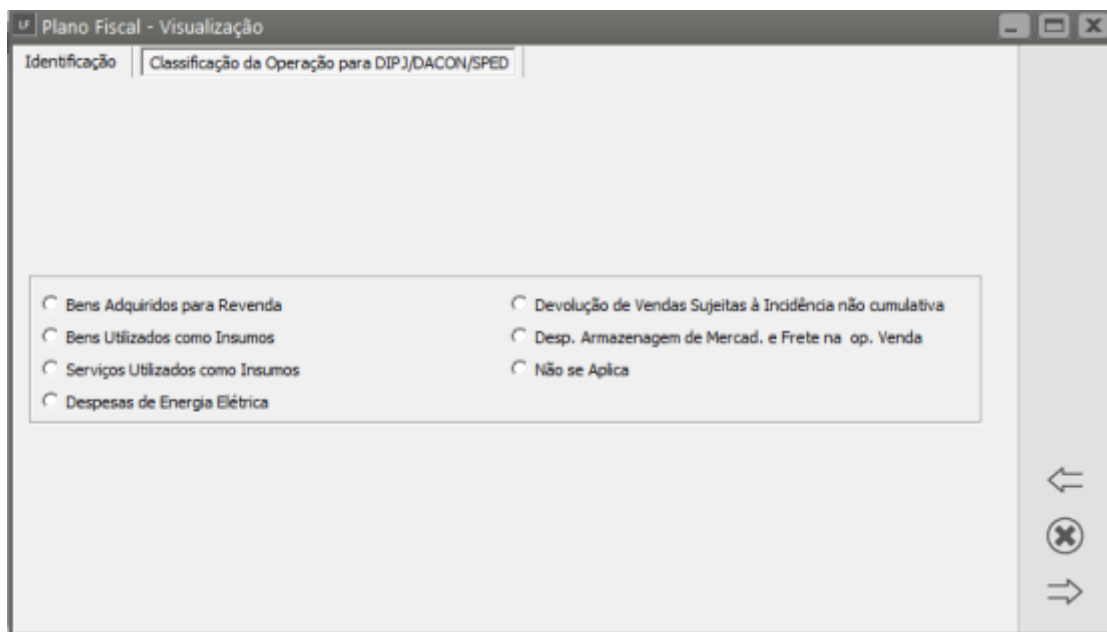 LF Plano Fiscal - Visualização
Identificação
Classificação da Operação para DIPJ/DACON/SPED
Bens Adquiridos para Revenda
Bens Utilizados como Insumos
Serviços Utilizados como Insumos
Despesas de Energia Elétrica
Devolução de Vendas Sujeitas à Incidência não cumulativa
Desp. Armazenagem de Mercad. e Frete na op. Venda
Não se Aplica